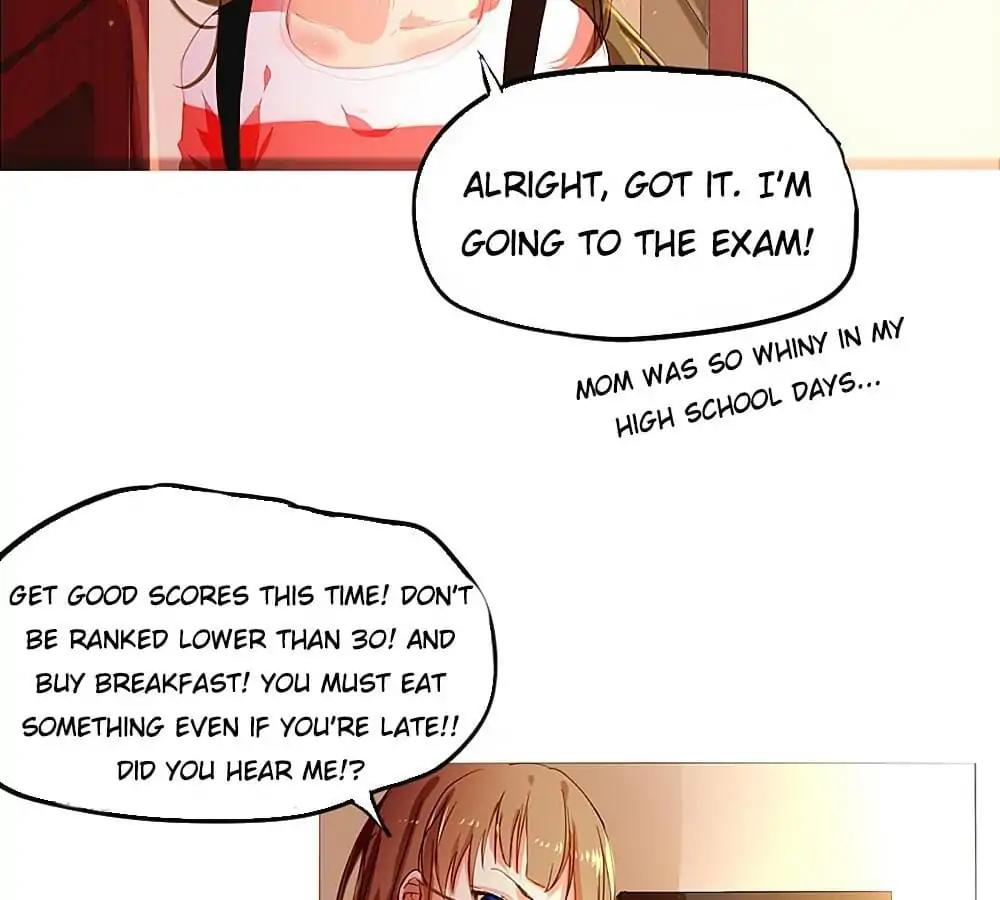 ALRIGHT, GOT IT. I'M
GOING TO THE EXAM!
MOM WAS SO WHINY IN MY
HIGH SCHOOL DAYS...
GET GOOD SCORES THIS TIME! DON'T
BE RANKED LOWER THAN 30! AND
BUY BREAKFAST! YOU MUST EAT
SOMETHING EVEN IF YOU'RE LATE!!
DID YOU HEAR ME!?